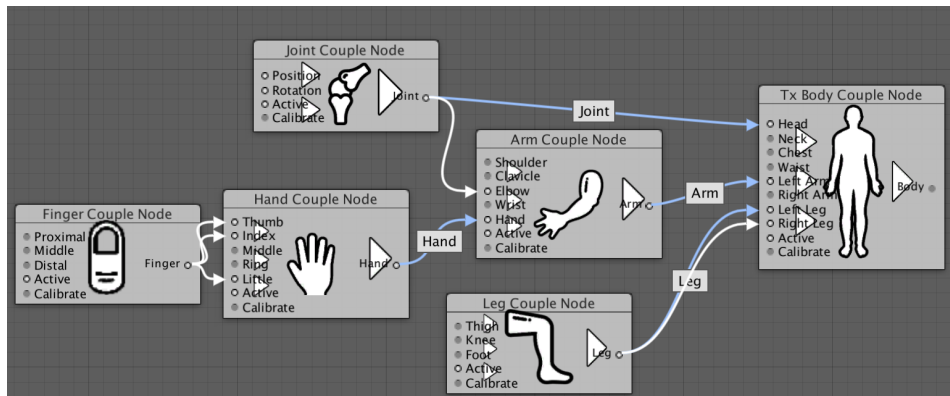 Joint Couple Node
Position
Rotation
Active
Calibrate
Joint
Joint
Tx Body Couple Node
Head
Neck
Chest
Waist
Left Arm
Right Arm
Left Leg
Right Leg
Active
Calibrate
Body
Arm Couple Node
Shoulder
Clavicle
Elbow
Wrist
Hand
Active
Calibrate
Arm
Arm
Hand Couple Node
Thumb
Index
Middle
Ring
Little
Active
Calibrate
Hand
Hand
Finger Couple Node
Proximal
Middle
Distal
Active
Calibrate
Finger
Leg Couple Node
Thigh
Knee
Foot
Active
Calibrate
Leg
Leg